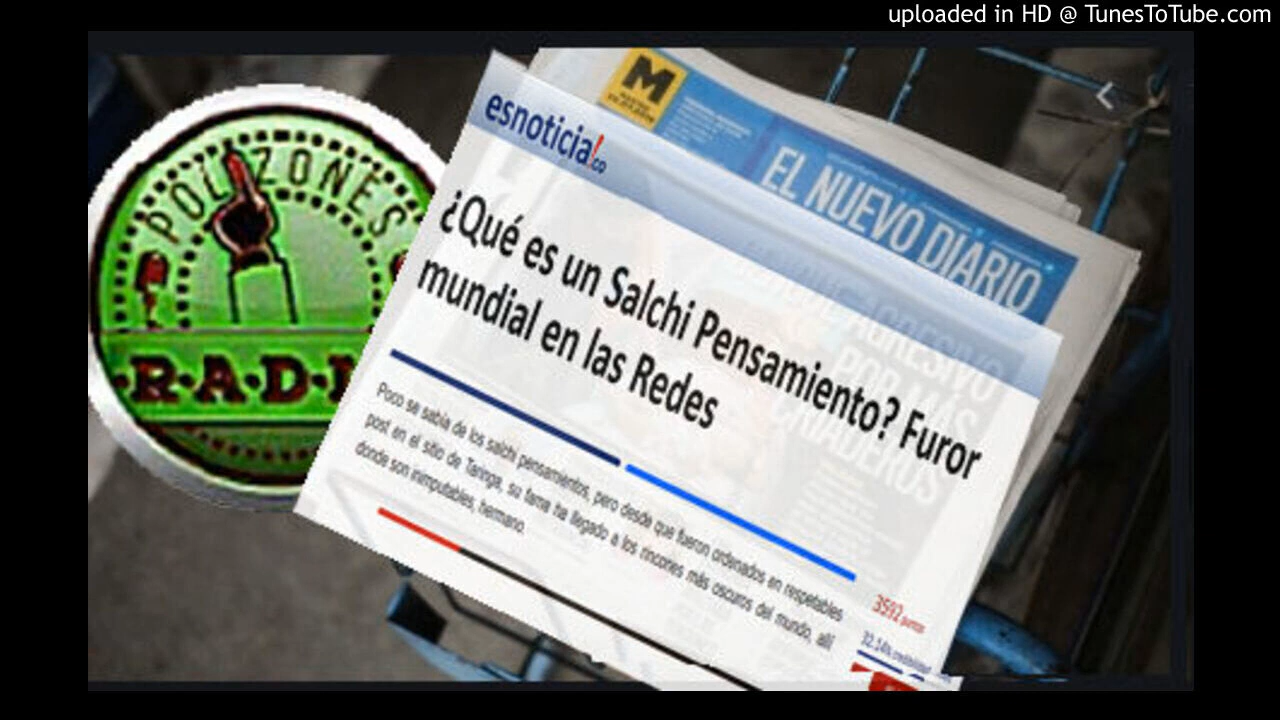 uploaded in HD @ TunesToTube.com
POLIZONES
R·A·D·I
M
EL NUEVO DIARIO
AGRESIVO
POR MÁS
CRIADEROS
esnoticia!.co
¿Qué es un Salchi Pensamiento? Furor
mundial en las Redes
Poco se sabía de los salchi pensamientos, pero desde que fueron ordenados en respetables
post en el sitio de Taringa, su fama ha llegado a los rincones más oscuros del mundo, allí
donde son inimputables, hermano.
3592 puntos